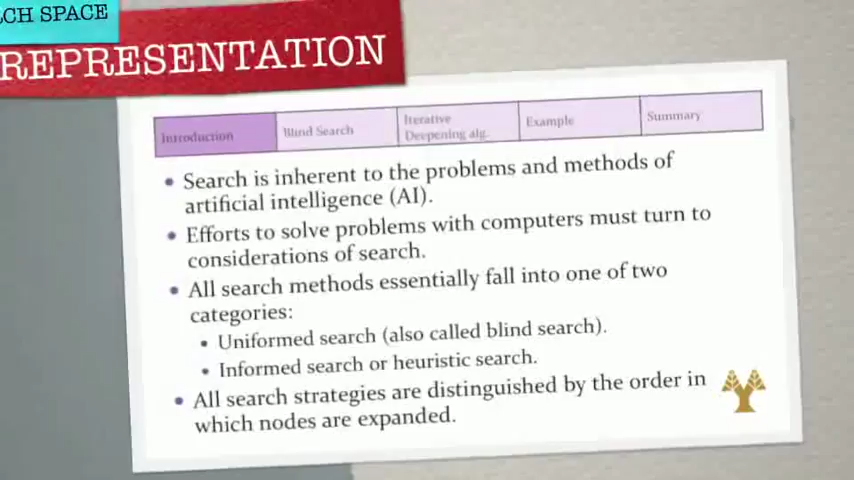 CH SPACE
REPRESENTATION
Introduction
Blind Search
Iterative
Deepening alg.
Example
Summary
• Search is inherent to the problems and methods of
artificial intelligence (AI).
• Efforts to solve problems with computers must turn to
considerations of search.
• All search methods essentially fall into one of two
categories:
• Uniformed search (also called blind search).
• Informed search or heuristic search.
• All search strategies are distinguished by the order in
which nodes are expanded.